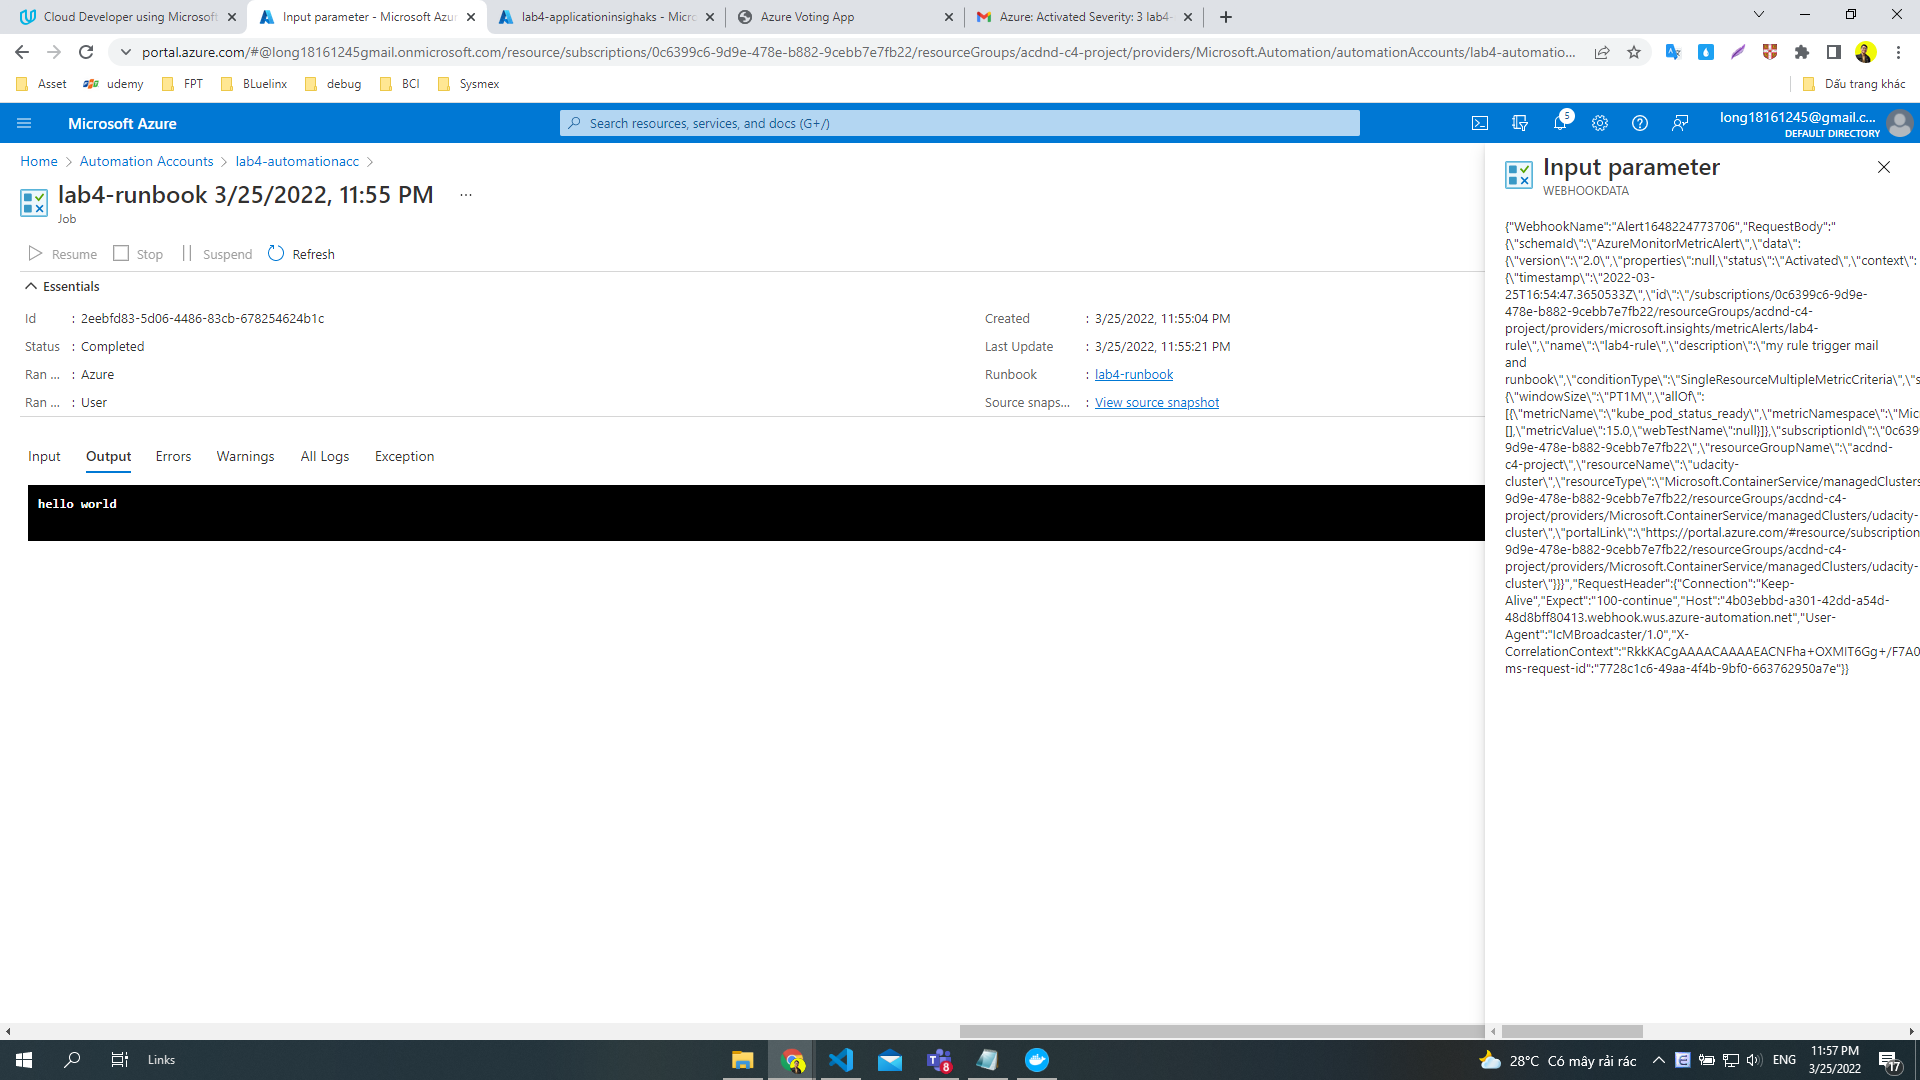 Cloud Developer using Microsoft
Input parameter - Microsoft Azur
lab4-applicationinsighaks - Micro
Azure Voting App
Azure: Activated Severity: 3 lab4-
portal.azure.com/#@long18161245gmail.onmicrosoft.com/resource/subscriptions/0c6399c6-9d9e-478e-b882-9cebb7e7fb22/resourceGroups/acdnd-c4-project/providers/Microsoft.Automation/automationAccounts/lab4-automatio...
Asset
udemy
FPT
BLuelinx
debug
BCI
Sysmex
Dấu trang khác
Microsoft Azure
Search resources, services, and docs (G+/)
5
long18161245@gmail.c...
DEFAULT DIRECTORY
Home
Automation Accounts
lab4-automationacc
lab4-runbook 3/25/2022, 11:55 PM
...
Job
Resume
Stop
Suspend
Refresh
Essentials
Id : 2eebfd83-5d06-4486-83cb-678254624b1c
Status : Completed
Ran ... : Azure
Ran ... : User
Created : 3/25/2022, 11:55:04 PM
Last Update : 3/25/2022, 11:55:21 PM
Runbook : lab4-runbook
Source snaps... : View source snapshot
Input
Output
Errors
Warnings
All Logs
Exception
hello world
Input parameter
WEBHOOKDATA
{"WebhookName":"Alert1648224773706","RequestBody":"
{\"schemaId\":\"AzureMonitorMetricAlert\",\"data\":
{\"version\":\"2.0\",\"properties\":null,\"status\":\"Activated\",\"context\":
{\"timestamp\":\"2022-03-
25T16:54:47.3650533Z\",\"id\":\"/subscriptions/0c6399c6-9d9e-
478e-b882-9cebb7e7fb22/resourceGroups/acdnd-c4-
project/providers/microsoft.insights/metricAlerts/lab4-
rule\",\"name\":\"lab4-rule\",\"description\":\"my rule trigger mail
and
runbook\",\"conditionType\":\"SingleResourceMultipleMetricCriteria\",\"s
{\"windowSize\":\"PT1M\",\"allOf\":
[{\"metricName\":\"kube_pod_status_ready\",\"metricNamespace\":\"Mic
[],\"metricValue\":15.0,\"webTestName\":null}]},\"subscriptionId\":\"0c639
9d9e-478e-b882-9cebb7e7fb22\",\"resourceGroupName\":\"acdnd-
c4-project\",\"resourceName\":\"udacity-
cluster\",\"resourceType\":\"Microsoft.ContainerService/managedClusters
9d9e-478e-b882-9cebb7e7fb22/resourceGroups/acdnd-c4-
project/providers/Microsoft.ContainerService/managedClusters/udacity-
cluster\",\"portalLink\":\"https://portal.azure.com/#resource/subscription
9d9e-478e-b882-9cebb7e7fb22/resourceGroups/acdnd-c4-
project/providers/Microsoft.ContainerService/managedClusters/udacity-
cluster\"}}}","RequestHeader":{"Connection":"Keep-
Alive","Expect":"100-continue","Host":"4b03ebbd-a301-42dd-a54d-
48d8bff80413.webhook.wus.azure-automation.net","User-
Agent":"IcMBroadcaster/1.0","X-
CorrelationContext":"RkkKACgAAAACAAAAEACNFha+OXMIT6Gg+/F7A0
ms-request-id":"7728c1c6-49aa-4f4b-9bf0-663762950a7e"}}
Links
8
28°C Có mây rải rác
ENG
11:57 PM
3/25/2022
17